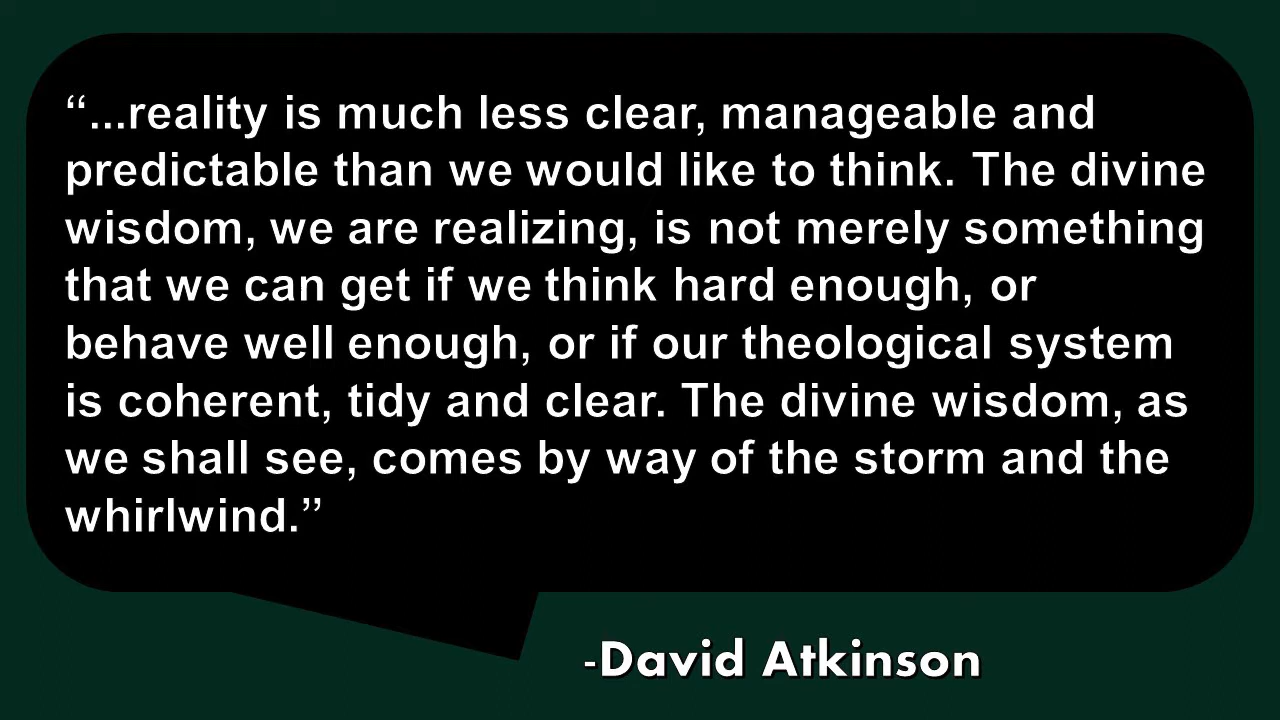 “...reality is much less clear, manageable and
predictable than we would like to think. The divine
wisdom, we are realizing, is not merely something
that we can get if we think hard enough, or
behave well enough, or if our theological system
is coherent, tidy and clear. The divine wisdom, as
we shall see, comes by way of the storm and the
whirlwind.”
-David Atkinson